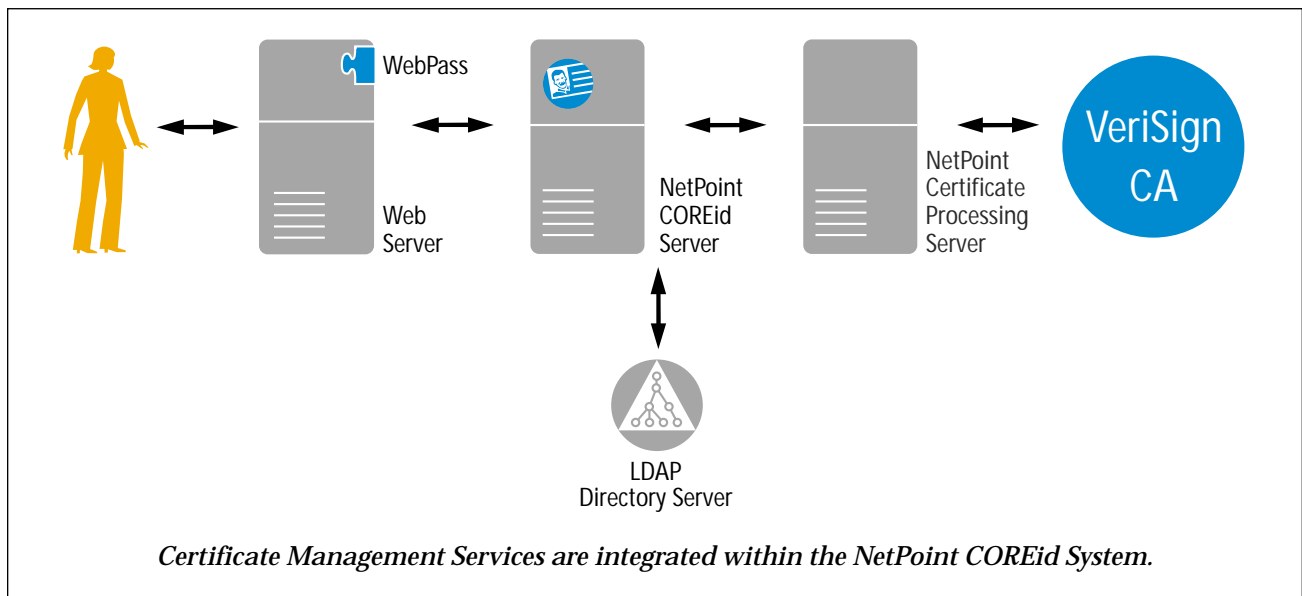 WebPass
Web
Server
NetPoint
COREid
Server
NetPoint
Certificate
Processing
Server
VeriSign
CA
LDAP
Directory Server
Certificate Management Services are integrated within the NetPoint COREid System.